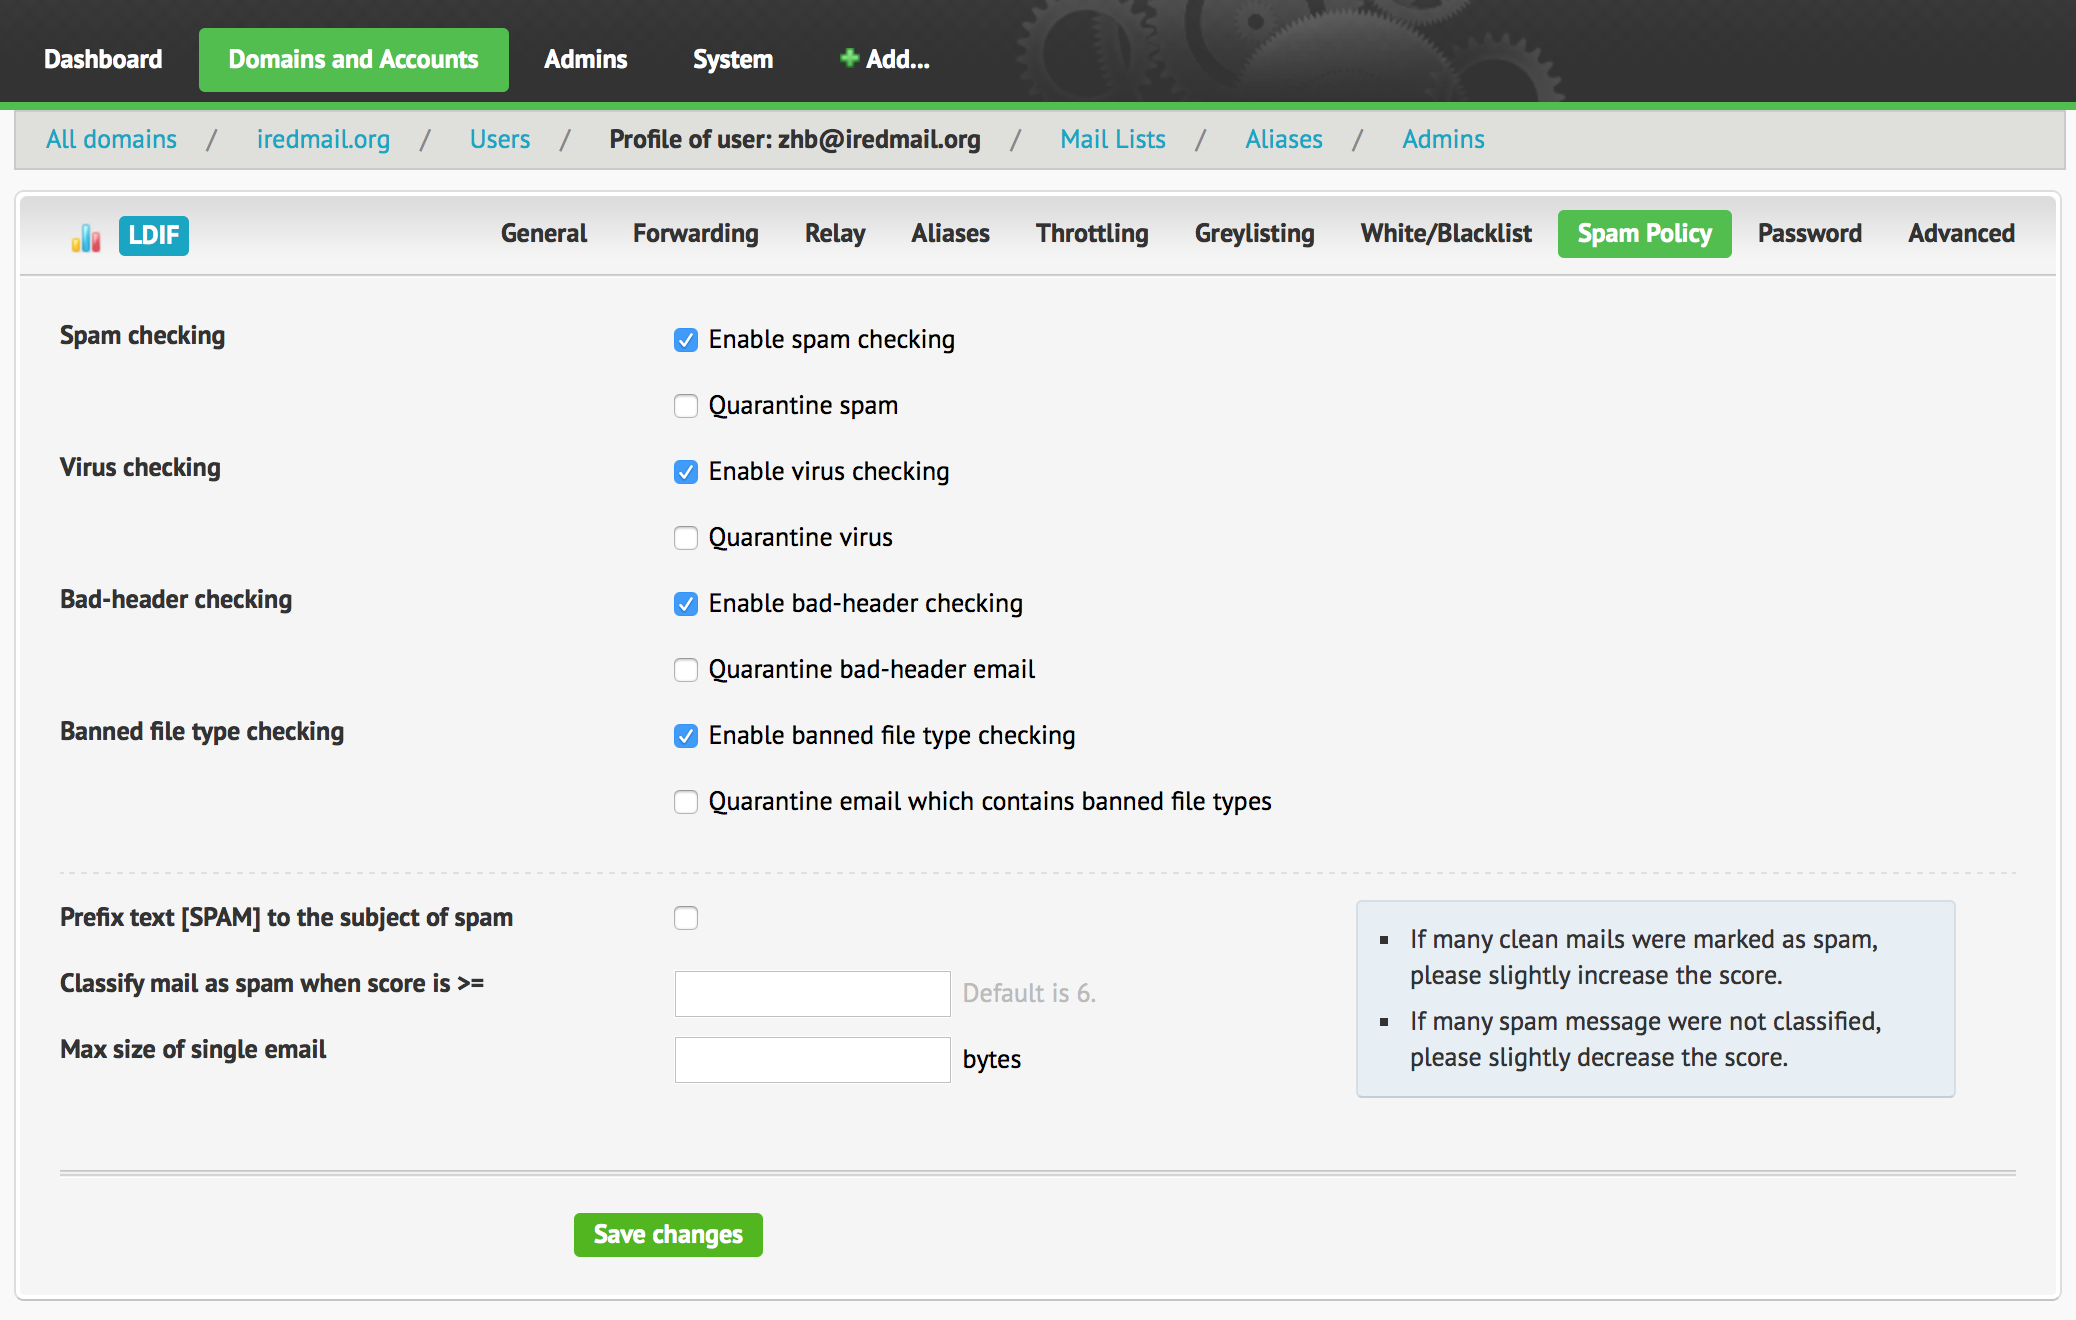 Dashboard Domains and Accounts Admins System Add...
All domains / iredmail.org / Users / Profile of user: zhb@iredmail.org / Mail Lists / Aliases / Admins
LDIF General Forwarding Relay Aliases Throttling Greylisting White/Blacklist Spam Policy Password Advanced
Spam checking Enable spam checking
Quarantine spam
Virus checking Enable virus checking
Quarantine virus
Bad-header checking Enable bad-header checking
Quarantine bad-header email
Banned file type checking Enable banned file type checking
Quarantine email which contains banned file types
Prefix text [SPAM] to the subject of spam
Classify mail as spam when score is >= Default is 6.
Max size of single email bytes
If many clean mails were marked as spam,
please slightly increase the score.
If many spam message were not classified,
please slightly decrease the score.
Save changes